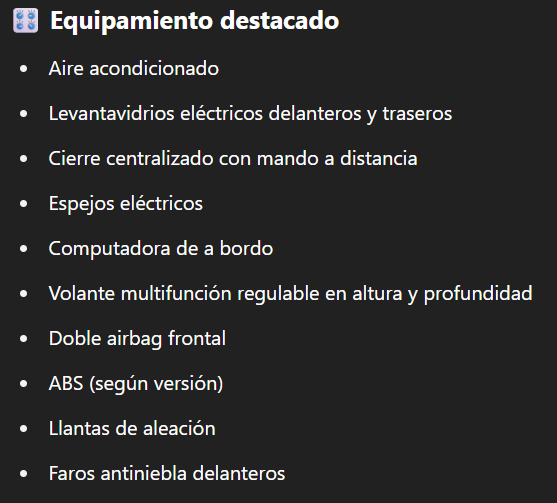 Equipamiento destacado
Aire acondicionado
Levantavidrios eléctricos delanteros y traseros
Cierre centralizado con mando a distancia
Espejos eléctricos
Computadora de a bordo
Volante multifunción regulable en altura y profundidad
Doble airbag frontal
ABS (según versión)
Llantas de aleación
Faros antiniebla delanteros